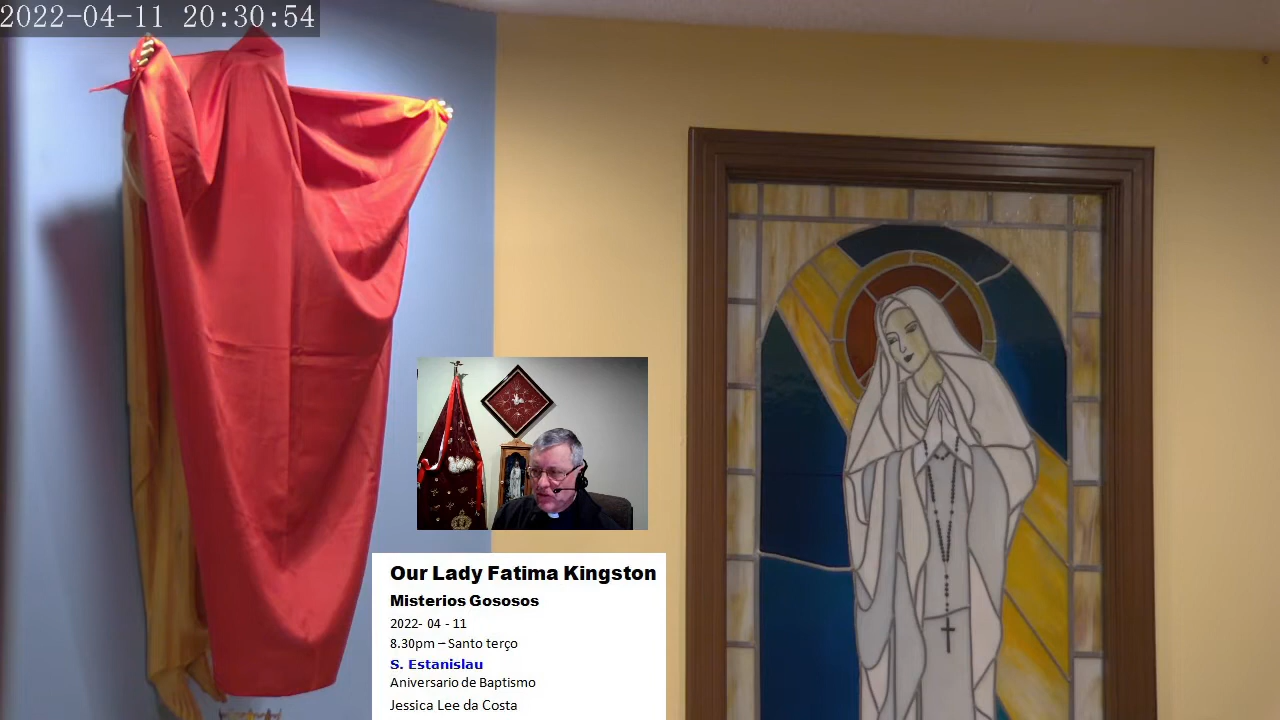 2022-04-11 20:30:54
Our Lady Fatima Kingston
Misterios Gososos
2022- 04 - 11
8.30pm – Santo terço
S. Estanislau
Aniversario de Baptismo
Jessica Lee da Costa